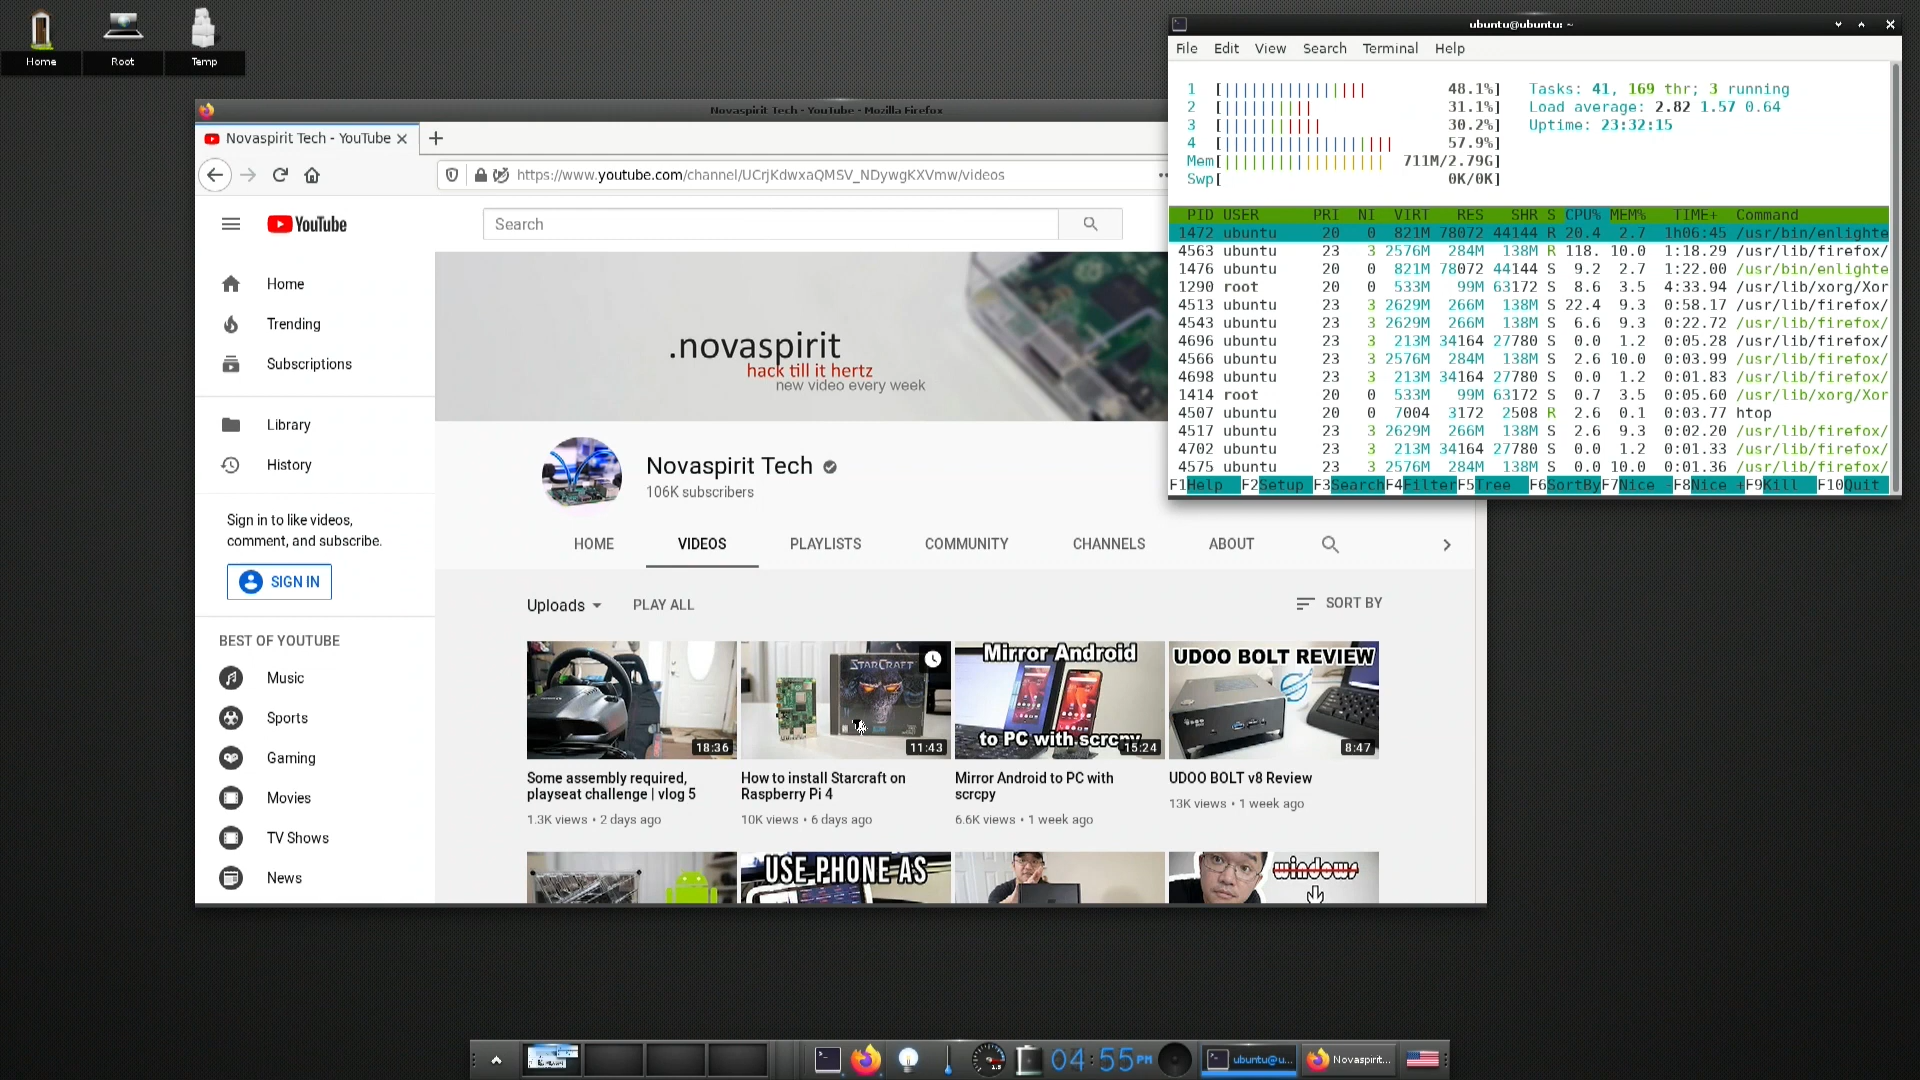 Home
Root
Temp
ubuntu@ubuntu: ~
File Edit View Search Terminal Help
1 [||||||||||||||||| 48.1%] Tasks: 41, 169 thr; 3 running
2 [||||||||||| 31.1%] Load average: 2.82 1.57 0.64
3 [|||||||||||| 30.2%] Uptime: 23:32:15
4 [|||||||||||||||||||| 57.9%]
Mem[||||||||||||||||||| 711M/2.79G]
Swp[ 0K/0K]
PID USER PRI NI VIRT RES SHR S CPU% MEM% TIME+ Command
1472 ubuntu 20 0 821M 78072 44144 R 20.4 2.7 1h06:45 /usr/bin/enlighte
4563 ubuntu 23 3 2576M 284M 138M R 118. 10.0 1:18.29 /usr/lib/firefox/
1476 ubuntu 20 0 821M 78072 44144 S 9.2 2.7 1:22.00 /usr/bin/enlighte
1290 root 20 0 533M 99M 63172 S 8.6 3.5 4:33.94 /usr/lib/xorg/Xor
4513 ubuntu 23 3 2629M 266M 138M S 22.4 9.3 0:58.17 /usr/lib/firefox/
4543 ubuntu 23 3 2629M 266M 138M S 6.6 9.3 0:22.72 /usr/lib/firefox/
4696 ubuntu 23 3 213M 34164 27780 S 0.0 1.2 0:05.28 /usr/lib/firefox/
4566 ubuntu 23 3 2576M 284M 138M S 2.6 10.0 0:03.99 /usr/lib/firefox/
4698 ubuntu 23 3 213M 34164 27780 S 0.0 1.2 0:01.83 /usr/lib/firefox/
1414 root 20 0 533M 99M 63172 S 0.7 3.5 0:05.60 /usr/lib/xorg/Xor
4507 ubuntu 20 0 7004 3172 2508 R 2.6 0.1 0:03.77 htop
4517 ubuntu 23 3 2629M 266M 138M S 2.6 9.3 0:02.20 /usr/lib/firefox/
4702 ubuntu 23 3 213M 34164 27780 S 0.0 1.2 0:01.33 /usr/lib/firefox/
4575 ubuntu 23 3 2576M 284M 138M S 0.0 10.0 0:01.36 /usr/lib/firefox/
F1Help F2Setup F3SearchF4FilterF5Tree F6SortByF7Nice -F8Nice +F9Kill F10Quit
Novaspirit Tech - YouTube - Mozilla Firefox
Novaspirit Tech - YouTube
https://www.youtube.com/channel/UCrjKdwxaQMSV_NDywgKXVmw/videos
YouTube
Search
Home
Trending
Subscriptions
Library
History
Sign in to like videos,
comment, and subscribe.
SIGN IN
BEST OF YOUTUBE
Music
Sports
Gaming
Movies
TV Shows
News
.novaspirit
hack till it hertz
new video every week
Novaspirit Tech
106K subscribers
HOME VIDEOS PLAYLISTS COMMUNITY CHANNELS ABOUT
Uploads PLAY ALL SORT BY
18:36
Some assembly required,
playseat challenge | vlog 5
1.3K views • 2 days ago
STARCRAFT
11:43
How to install Starcraft on
Raspberry Pi 4
10K views • 6 days ago
Mirror Android
to PC with scrcpy
15:24
Mirror Android to PC with
scrcpy
6.6K views • 1 week ago
UDOO BOLT REVIEW
8:47
UDOO BOLT v8 Review
13K views • 1 week ago
USE PHONE AS
windows
04:55PM
ubuntu@u...
Novaspirit...